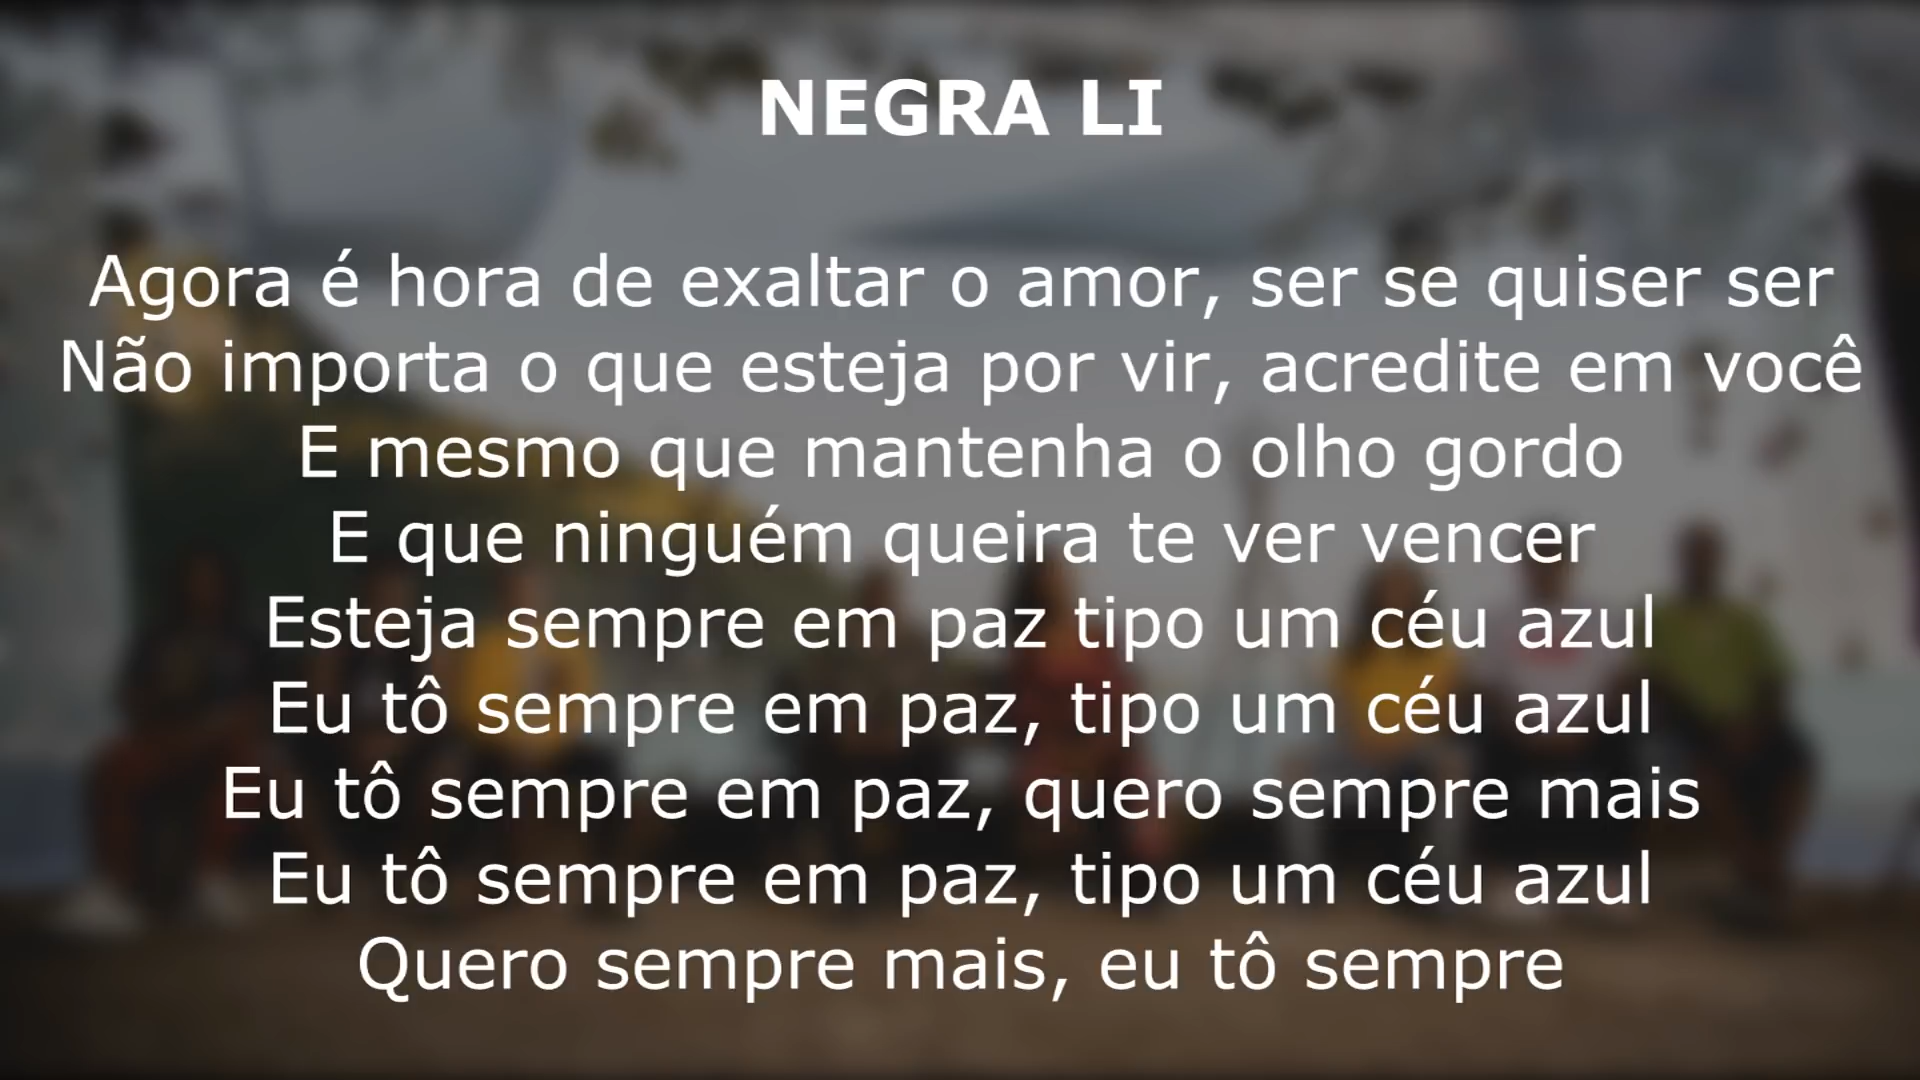 NEGRA LI
Agora é hora de exaltar o amor, ser se quiser ser
Não importa o que esteja por vir, acredite em você
E mesmo que mantenha o olho gordo
E que ninguém queira te ver vencer
Esteja sempre em paz tipo um céu azul
Eu tô sempre em paz, tipo um céu azul
Eu tô sempre em paz, quero sempre mais
Eu tô sempre em paz, tipo um céu azul
Quero sempre mais, eu tô sempre